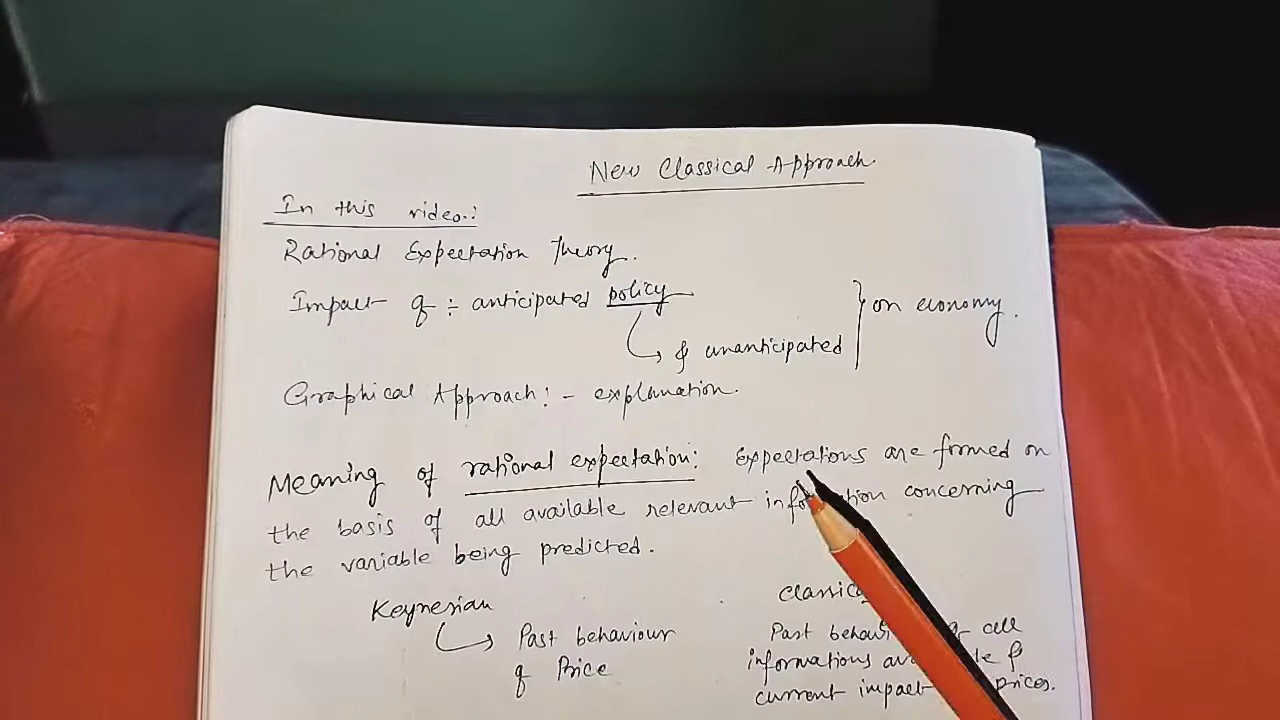 New Classical Approach.
In this video:
Rational Expectation Theory.
Impact of : anticipated policy
& unanticipated } on economy.
Graphical Approach: - explanation.
Meaning of rational expectation: Expectations are formed on
the basis of all available relevant information concerning
the variable being predicted.
Keynesian
Past behaviour
of Price
Past all
informations &
current impact prices.